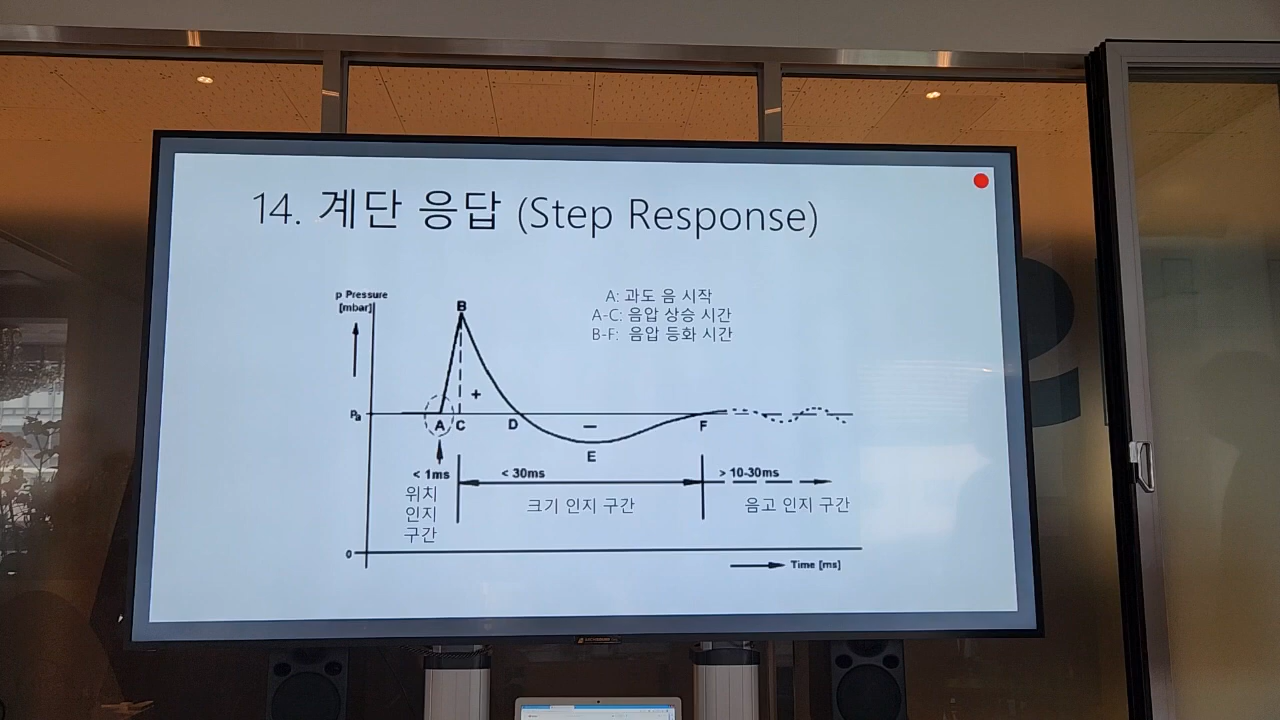 14. 계단 응답 (Step Response)
p Pressure
[mbar]
B
A: 과도 음 시작
A-C: 음압 상승 시간
B-F: 음압 등화 시간
+
Pa
A C D − F
E
< 1ms < 30ms > 10-30ms
위치
인지
구간
크기 인지 구간
음고 인지 구간
0
Time [ms]